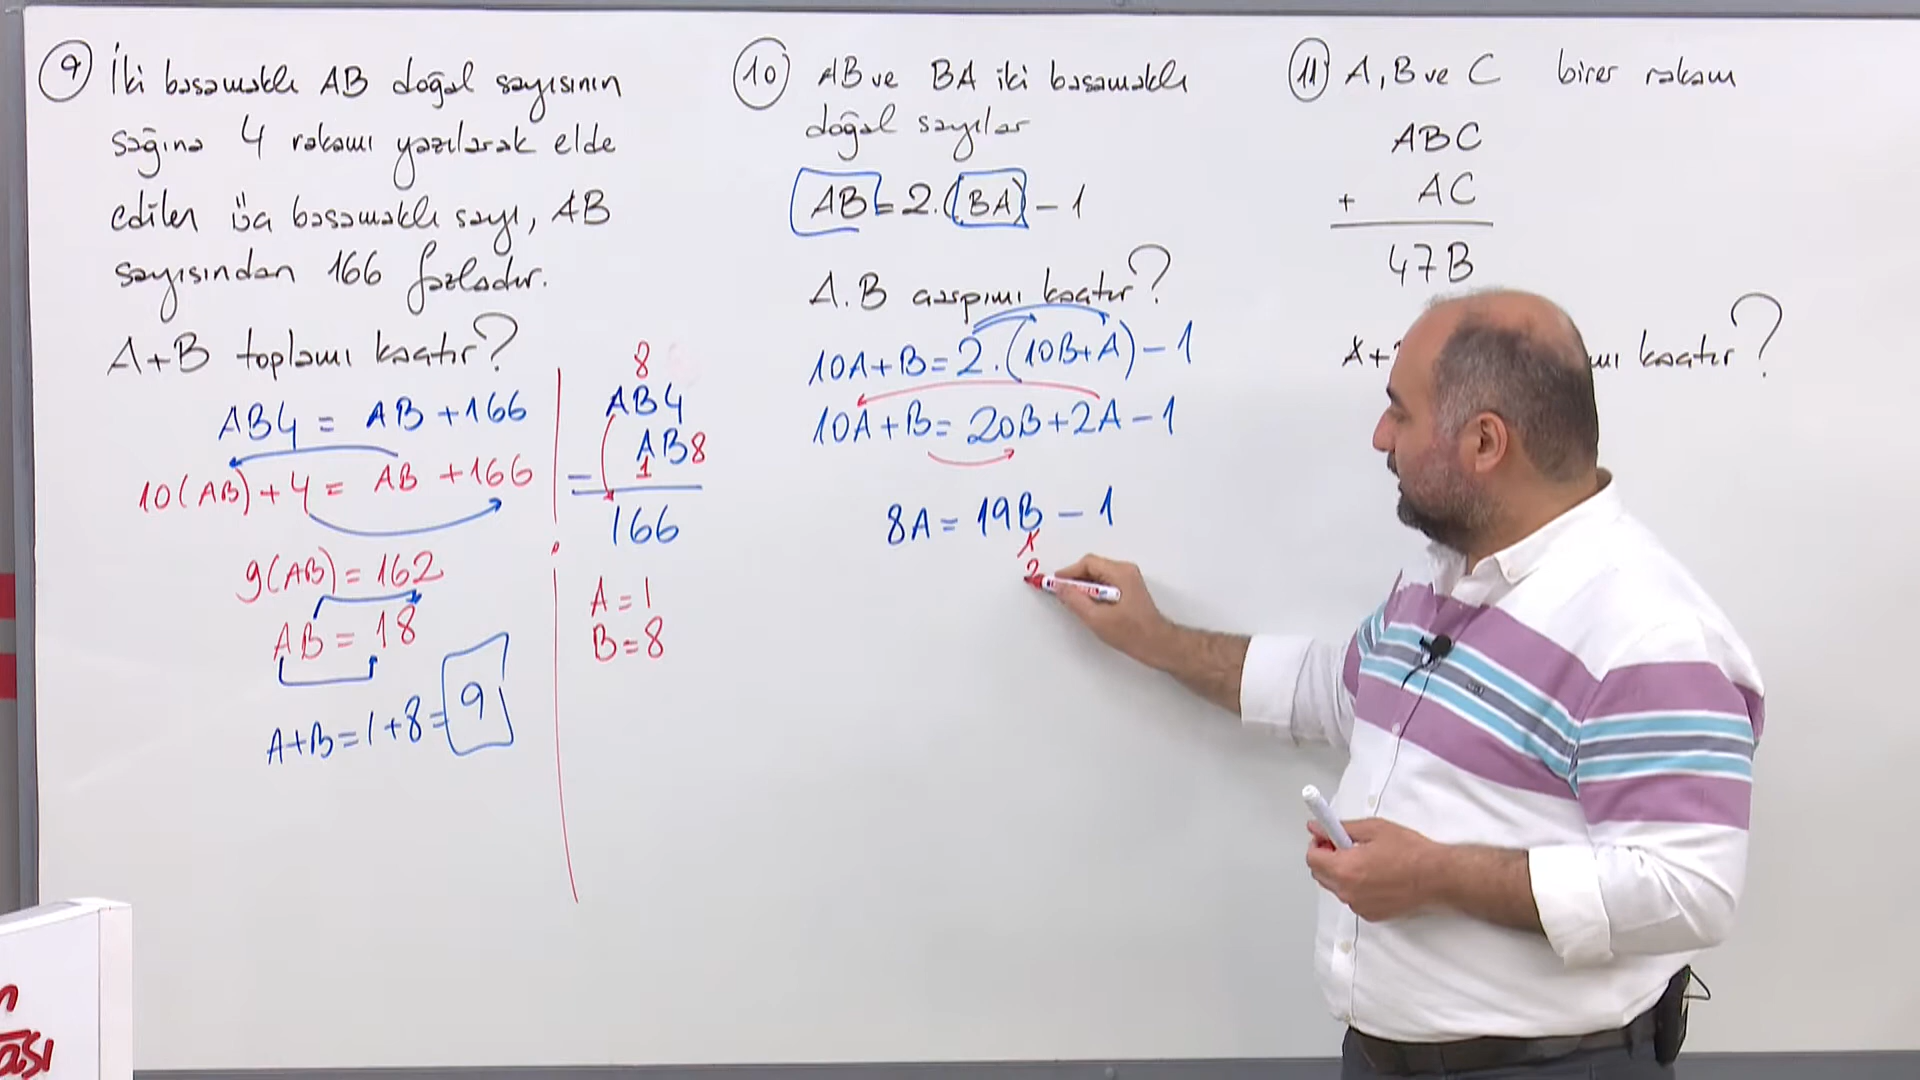 9 İki basamaklı AB doğal sayısının
sağına 4 rakamı yazılarak elde
edilen üç basamaklı sayı, AB
sayısından 166 fazladır.
A+B toplamı kaçtır?
AB4 = AB +166
10(AB)+4 = AB +166
9(AB) = 162
AB = 18
A+B=1+8=9
8
AB4
AB8
1
-
166
A=1
B=8
10 AB ve BA iki basamaklı
doğal sayılar
AB=2.(BA)-1
A.B çarpımı kaçtır?
10A+B=2.(10B+A)-1
10A+B=20B+2A-1
8A=19B-1
1
2
11 A, B ve C birer rakam
ABC
+ AC
47B
A+ kaçtır?